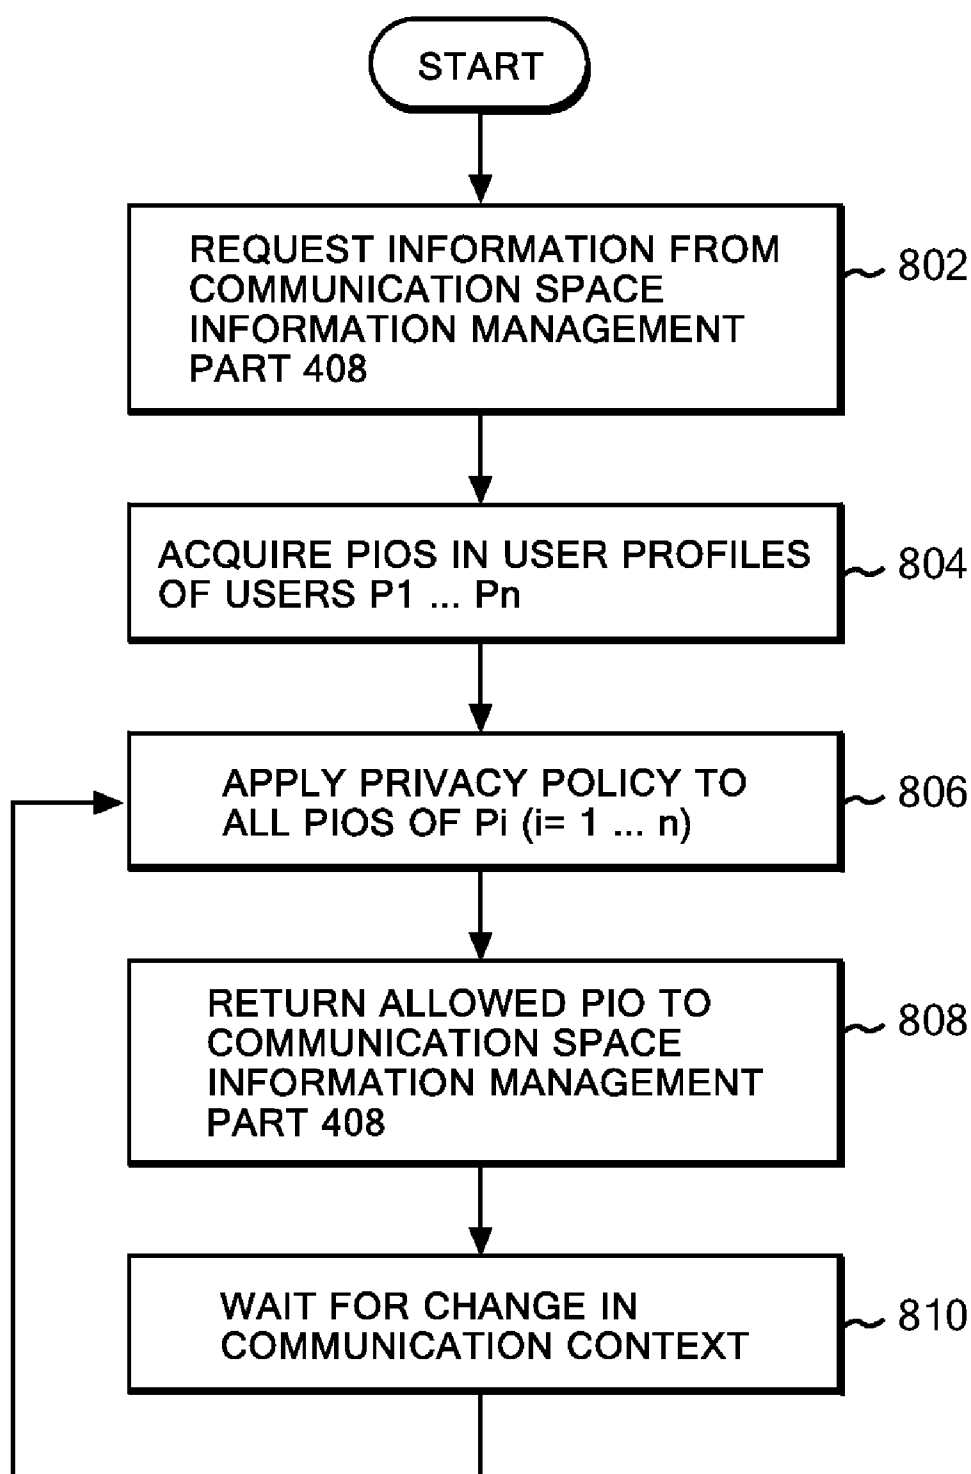 START
REQUEST INFORMATION FROM
COMMUNICATION SPACE
INFORMATION MANAGEMENT
PART 408
802
ACQUIRE PIOS IN USER PROFILES
OF USERS P1 ... Pn
804
APPLY PRIVACY POLICY TO
ALL PIOS OF Pi (i= 1 ... n)
806
RETURN ALLOWED PIO TO
COMMUNICATION SPACE
INFORMATION MANAGEMENT
PART 408
808
WAIT FOR CHANGE IN
COMMUNICATION CONTEXT
810